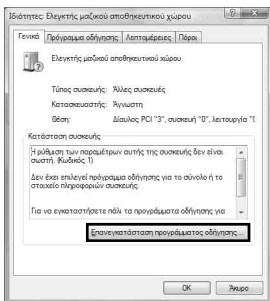 Ιδιότητες: Ελεγκτής μαζικού αποθηκευτικού χώρου
Γενικά Πρόγραμμα οδήγησης Λεπτομέρειες Πόροι
Ελεγκτής μαζικού αποθηκευτικού χώρου
Τύπος συσκευής: Άλλες συσκευές
Κατασκευαστής: Άγνωστη
Θέση: Δίαυλος PCI "3", συσκευή "0", λειτουργία "(
Κατάσταση συσκευής
Η ρύθμιση των παραμέτρων αυτής της συσκευής δεν είναι
σωστή. (Κωδικός 1)
Δεν έχει επιλεγεί πρόγραμμα οδήγησης για το σύνολο ή το
στοιχείο πληροφοριών συσκευής.
Για να εγκαταστήσετε πάλι τα προγράμματα οδήγησης για
Επανεγκατάσταση προγράμματος οδήγησης...
OK Άκυρο